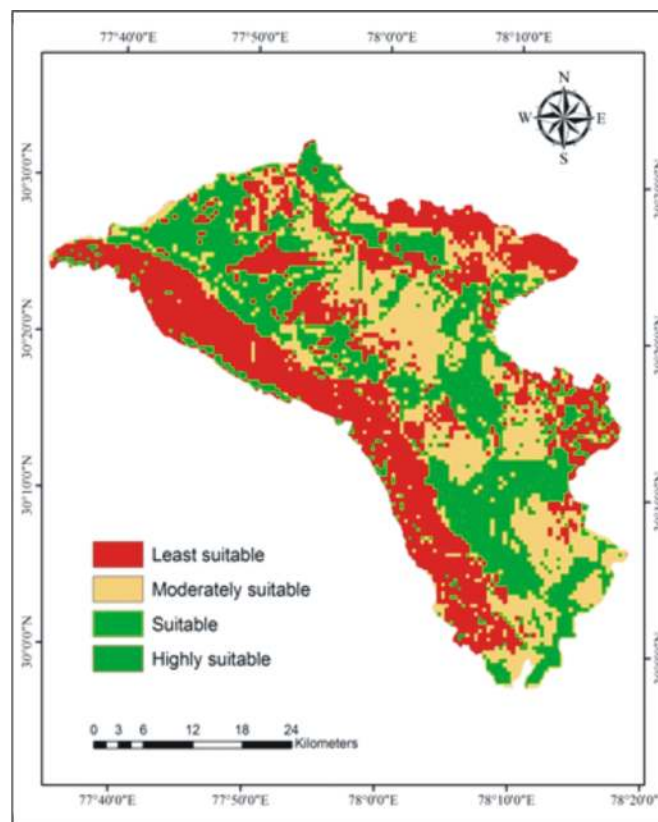 77°40'0"E 77°50'0"E 78°0'0"E 78°10'0"E
N
W E
S
30°30'0"N
30°20'0"N
30°10'0"N
30°0'0"N
Least suitable
Moderately suitable
Suitable
Highly suitable
0 3 6 12 18 24
Kilometers
77°40'0"E 77°50'0"E 78°0'0"E 78°10'0"E 78°20'0"E